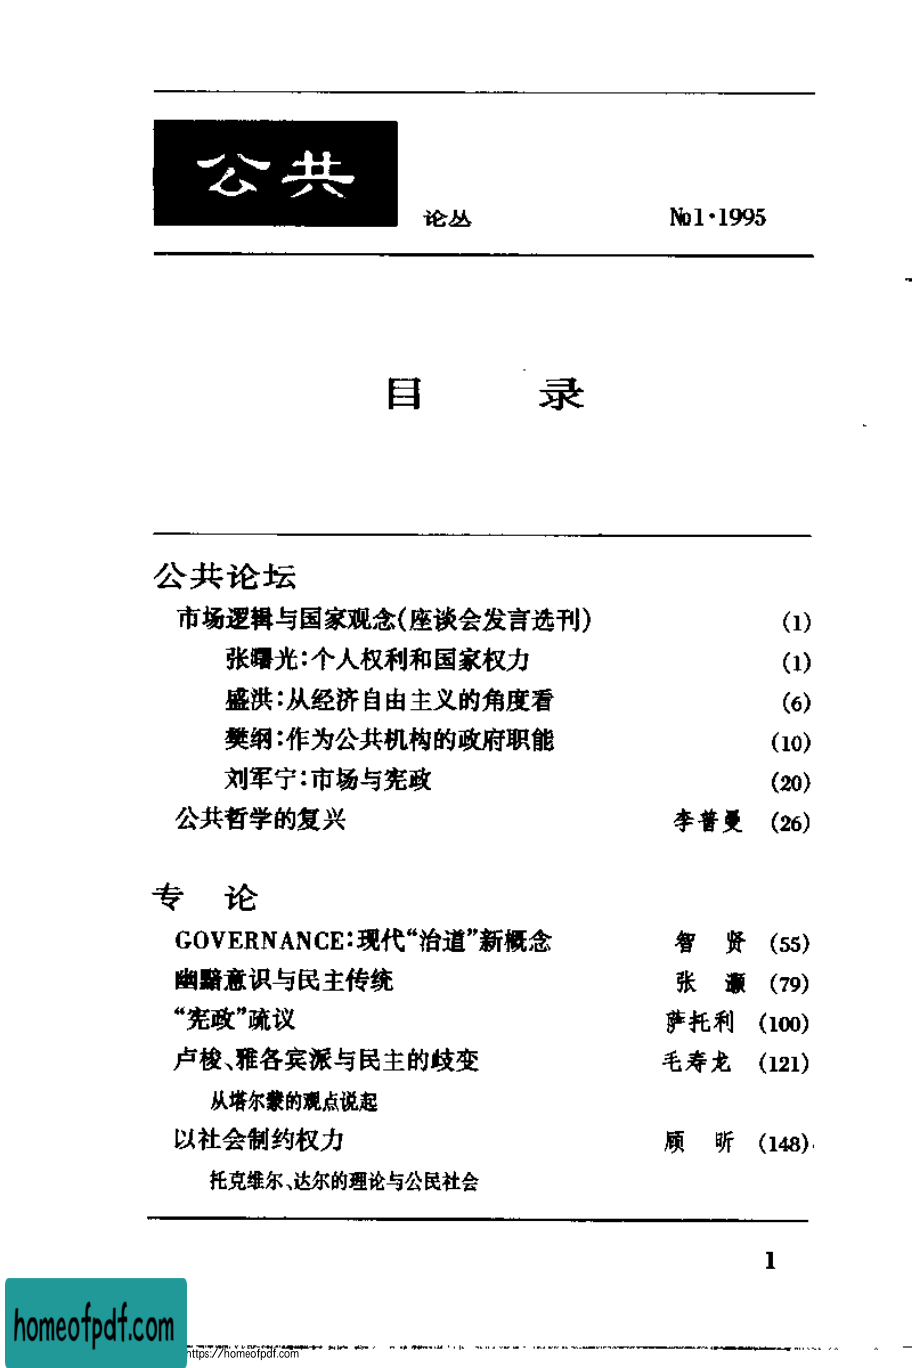 公共
论丛 №1·1995
目 录
公共论坛
市场逻辑与国家观念(座谈会发言选刊) (1)
张曙光:个人权利和国家权力 (1)
盛洪:从经济自由主义的角度看 (6)
樊纲:作为公共机构的政府职能 (10)
刘军宁:市场与宪政 (20)
公共哲学的复兴 李普曼 (26)
专 论
GOVERNANCE:现代“治道”新概念 智 贤 (55)
幽黯意识与民主传统 张 灏 (79)
“宪政”疏议 萨托利 (100)
卢梭、雅各宾派与民主的歧变 毛寿龙 (121)
从塔尔蒙的观点说起
以社会制约权力 顾 昕 (148)
托克维尔、达尔的理论与公民社会
1
homeofpdf.com
https://homeofpdf.com